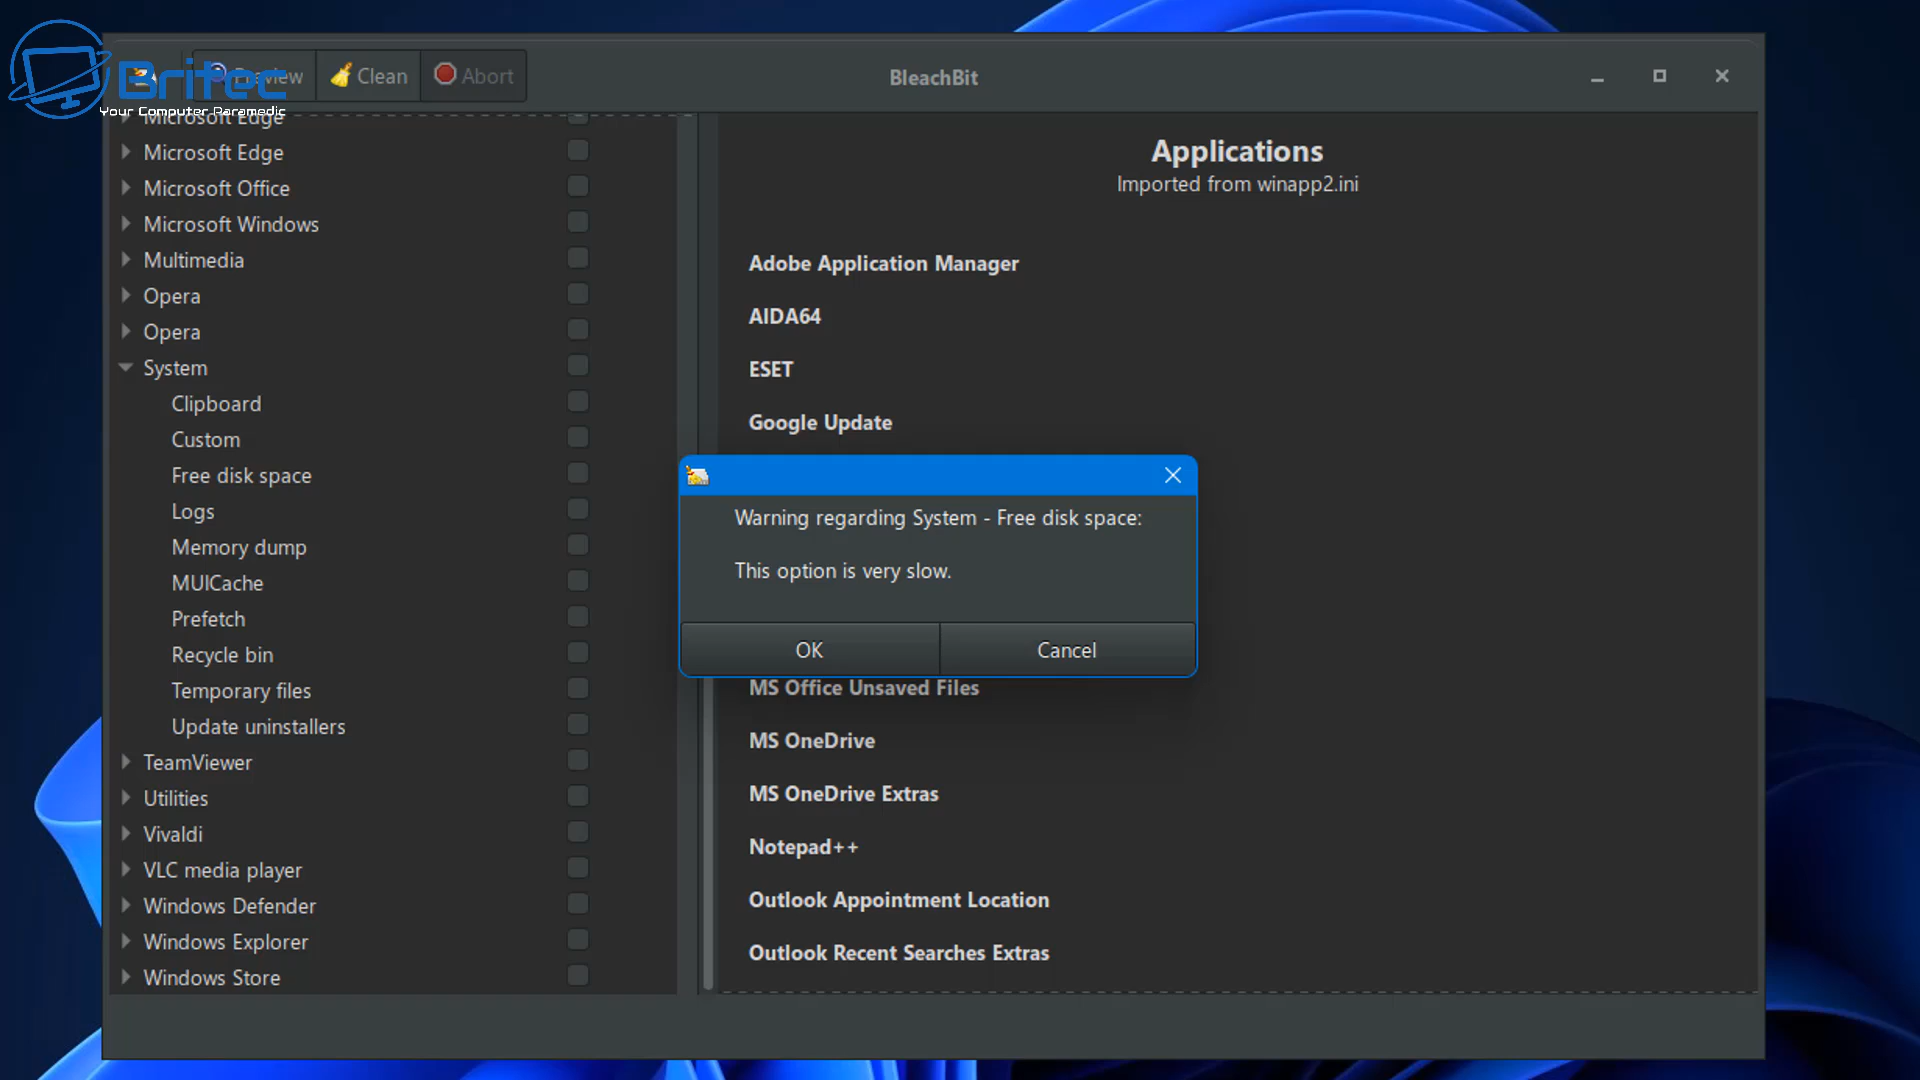 Britec
Your Computer Paramedic
Preview
Clean
Abort
BleachBit
Microsoft Edge
Microsoft Edge
Microsoft Office
Microsoft Windows
Multimedia
Opera
Opera
System
Clipboard
Custom
Free disk space
Logs
Memory dump
MUICache
Prefetch
Recycle bin
Temporary files
Update uninstallers
TeamViewer
Utilities
Vivaldi
VLC media player
Windows Defender
Windows Explorer
Windows Store
Applications
Imported from winapp2.ini
Adobe Application Manager
AIDA64
ESET
Google Update
Warning regarding System - Free disk space:
This option is very slow.
OK
Cancel
MS Office Unsaved Files
MS OneDrive
MS OneDrive Extras
Notepad++
Outlook Appointment Location
Outlook Recent Searches Extras